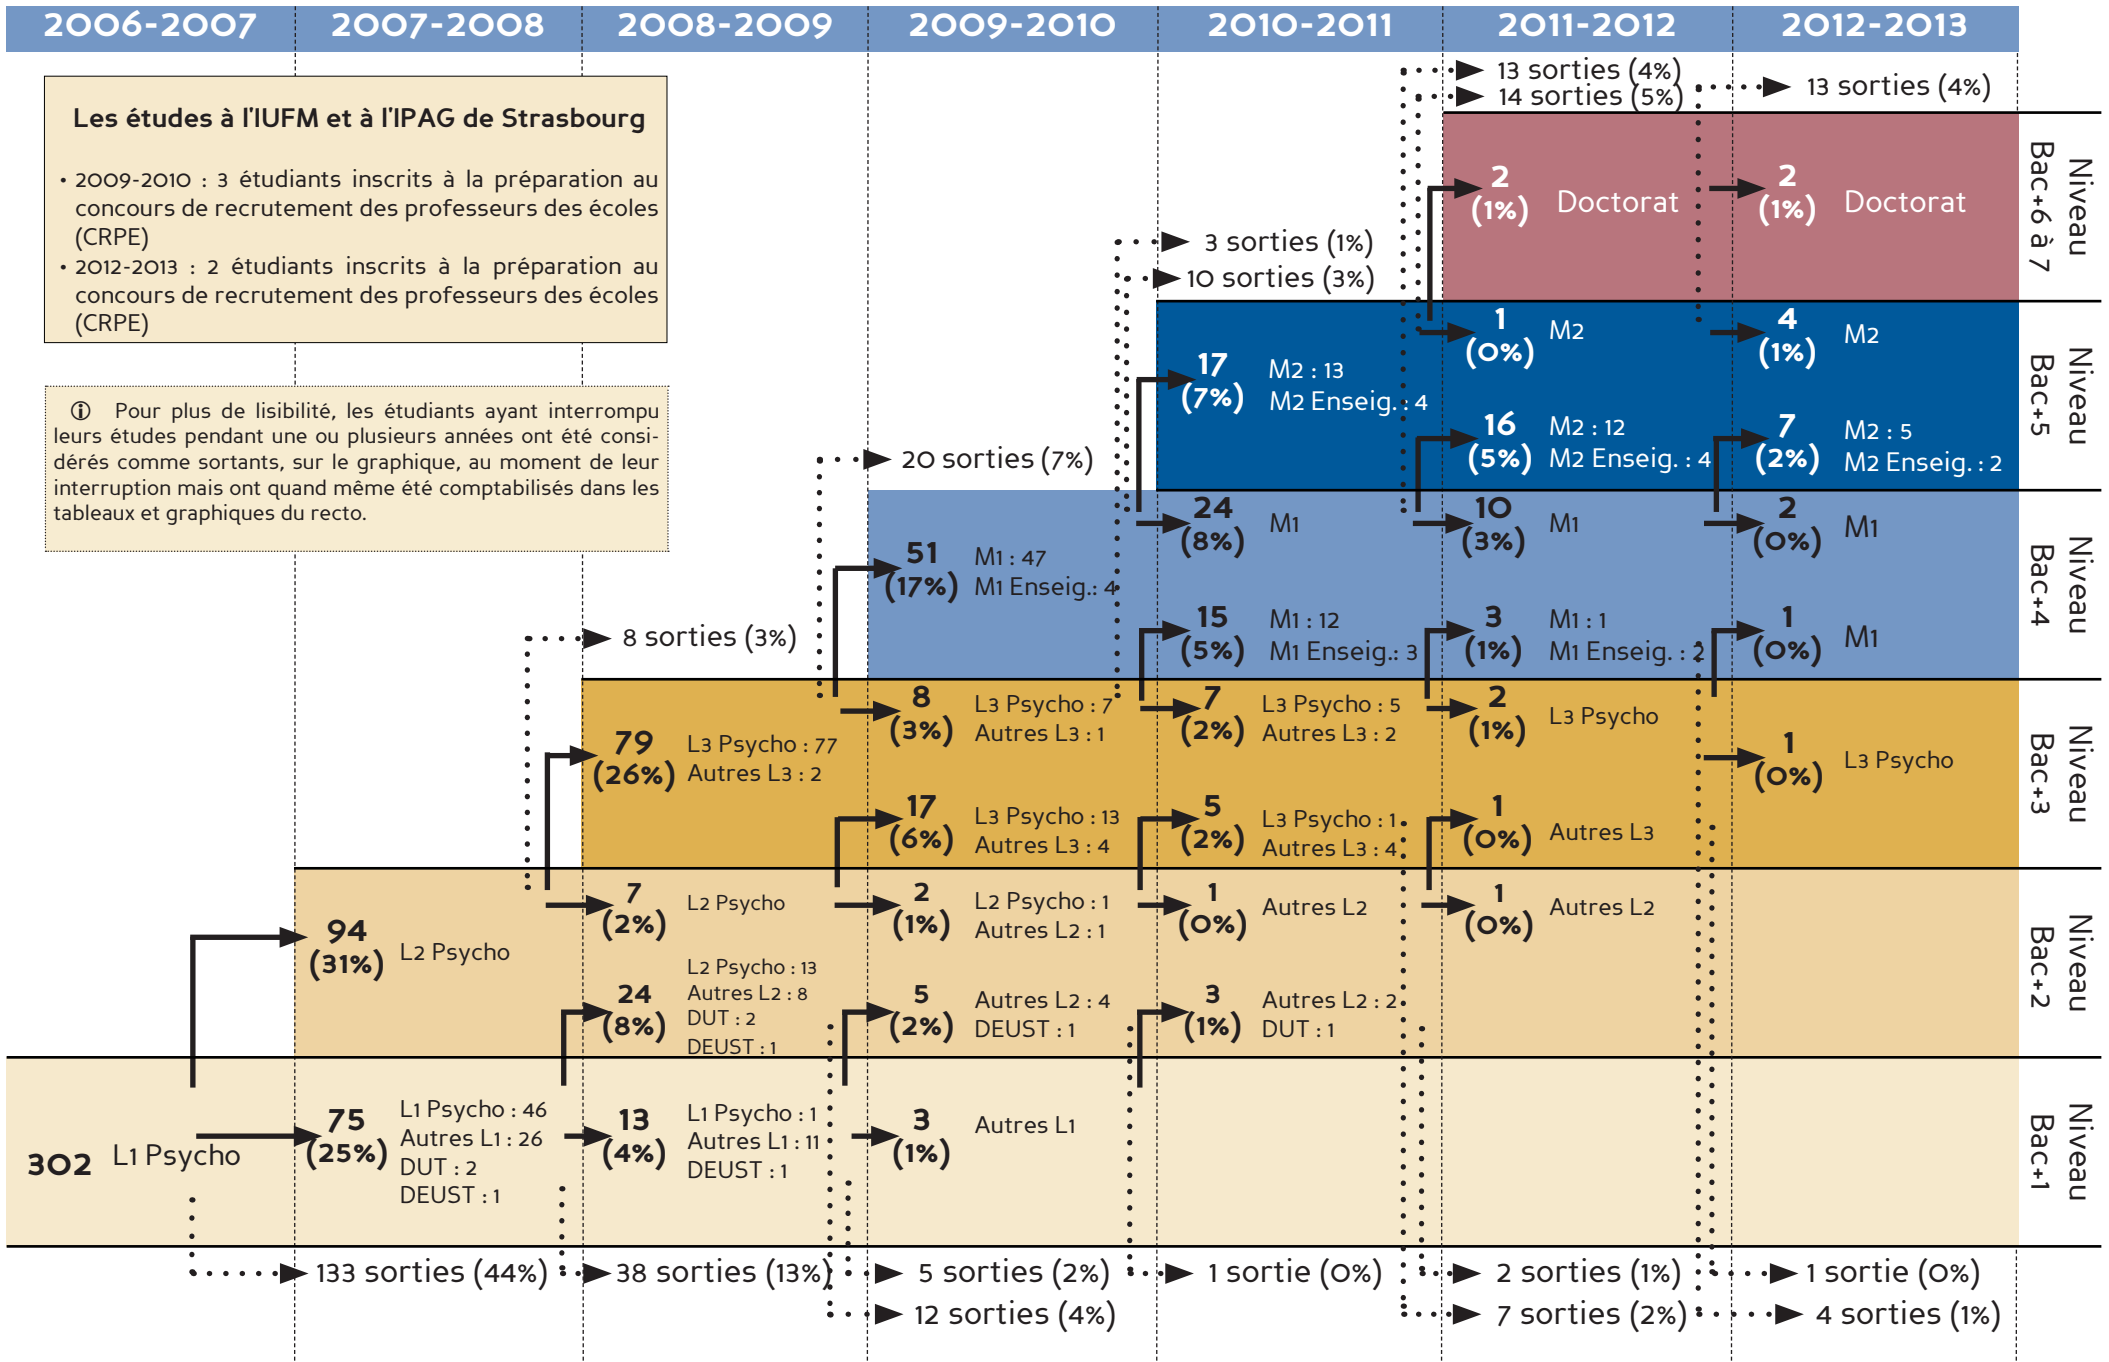 2006-2007 2007-2008 2008-2009 2009-2010 2010-2011 2011-2012 2012-2013
Les études à l'IUFM et à l'IPAG de Strasbourg
• 2009-2010 : 3 étudiants inscrits à la préparation au
concours de recrutement des professeurs des écoles
(CRPE)
• 2012-2013 : 2 étudiants inscrits à la préparation au
concours de recrutement des professeurs des écoles
(CRPE)
ⓘ Pour plus de lisibilité, les étudiants ayant interrompu
leurs études pendant une ou plusieurs années ont été consi-
dérés comme sortants, sur le graphique, au moment de leur
interruption mais ont quand même été comptabilisés dans les
tableaux et graphiques du recto.
13 sorties (4%)
14 sorties (5%)
13 sorties (4%)
2
(1%)
Doctorat
2
(1%)
Doctorat
Niveau
Bac+6 à 7
3 sorties (1%)
10 sorties (3%)
17
(7%)
M2 : 13
M2 Enseig. : 4
1
(0%)
M2
4
(1%)
M2
16
(5%)
M2 : 12
M2 Enseig. : 4
7
(2%)
M2 : 5
M2 Enseig. : 2
Niveau
Bac+5
20 sorties (7%)
51
(17%)
M1 : 47
M1 Enseig.: 4
24
(8%)
M1
10
(3%)
M1
2
(0%)
M1
15
(5%)
M1 : 12
M1 Enseig.: 3
3
(1%)
M1 : 1
M1 Enseig. : 2
1
(0%)
M1
Niveau
Bac+4
8 sorties (3%)
79
(26%)
L3 Psycho : 77
Autres L3 : 2
8
(3%)
L3 Psycho : 7
Autres L3 : 1
7
(2%)
L3 Psycho : 5
Autres L3 : 2
2
(1%)
L3 Psycho
1
(0%)
L3 Psycho
17
(6%)
L3 Psycho : 13
Autres L3 : 4
5
(2%)
L3 Psycho : 1
Autres L3 : 4
1
(0%)
Autres L3
Niveau
Bac+3
94
(31%)
L2 Psycho
7
(2%)
L2 Psycho
2
(1%)
L2 Psycho : 1
Autres L2 : 1
1
(0%)
Autres L2
1
(0%)
Autres L2
24
(8%)
L2 Psycho : 13
Autres L2 : 8
DUT : 2
DEUST : 1
5
(2%)
Autres L2 : 4
DEUST : 1
3
(1%)
Autres L2 : 2
DUT : 1
Niveau
Bac+2
302 L1 Psycho
75
(25%)
L1 Psycho : 46
Autres L1 : 26
DUT : 2
DEUST : 1
13
(4%)
L1 Psycho : 1
Autres L1 : 11
DEUST : 1
3
(1%)
Autres L1
Niveau
Bac+1
133 sorties (44%) 38 sorties (13%) 5 sorties (2%) 1 sortie (0%) 2 sorties (1%) 1 sortie (0%)
12 sorties (4%) 7 sorties (2%) 4 sorties (1%)